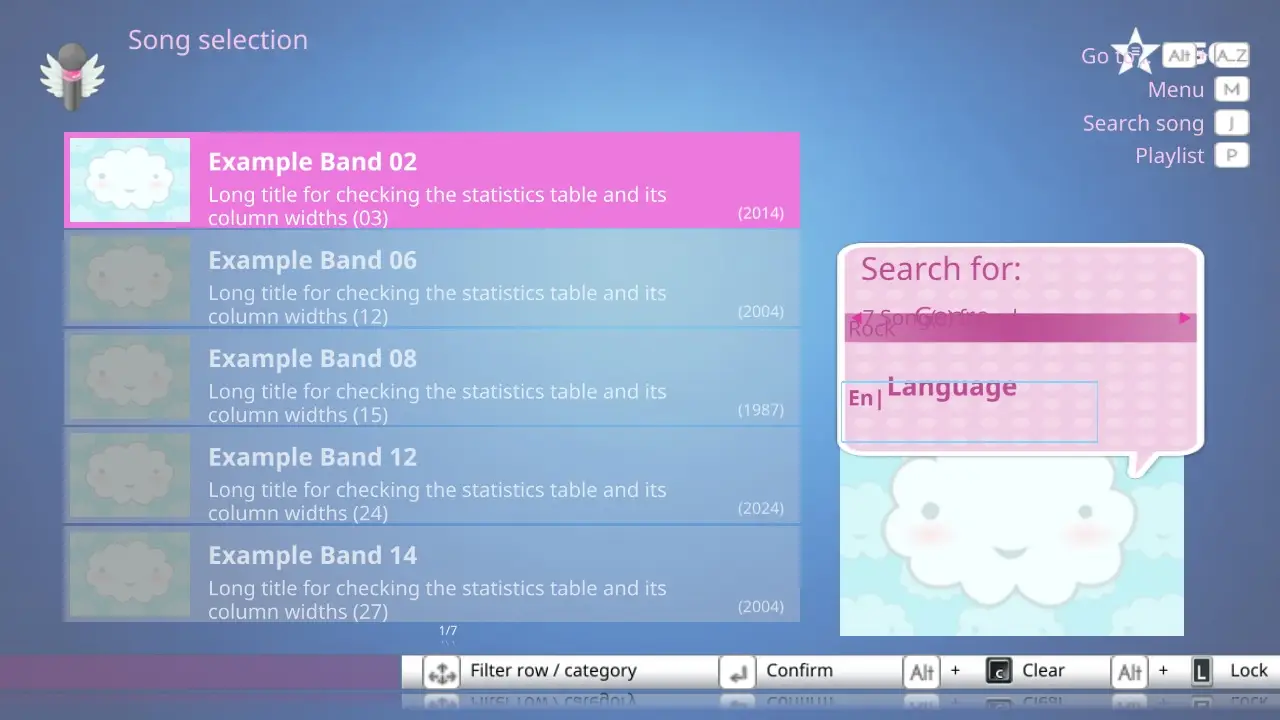 Song selection
Go to
Alt
A..Z
Menu M
Search song J
Playlist P
Example Band 02
Long title for checking the statistics table and its
column widths (03)
(2014)
Example Band 06
Long title for checking the statistics table and its
column widths (12)
(2004)
Example Band 08
Long title for checking the statistics table and its
column widths (15)
(1987)
Example Band 12
Long title for checking the statistics table and its
column widths (24)
(2024)
Example Band 14
Long title for checking the statistics table and its
column widths (27)
(2004)
1/7
Search for:
Genre
Rock
Language
En|
Filter row / category
Confirm
Alt + C Clear
Alt + L Lock